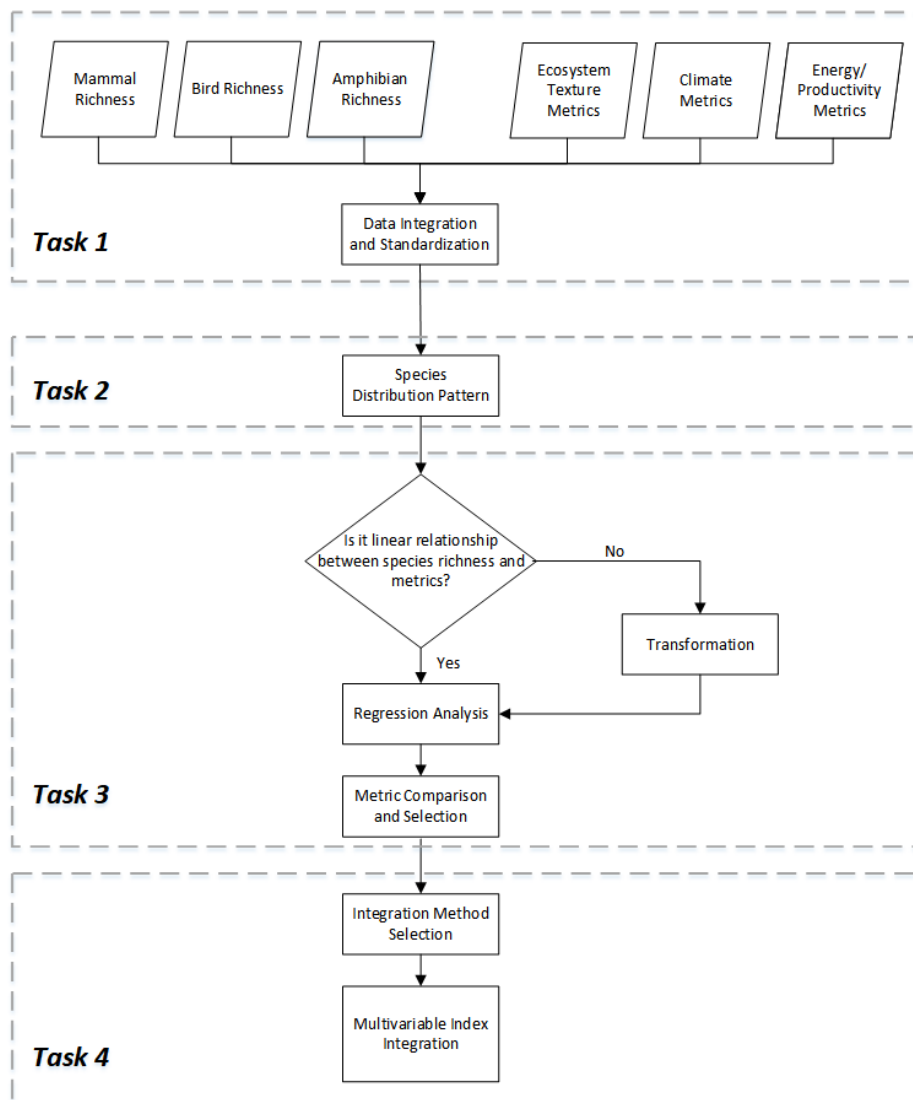 Mammal
Richness
Bird Richness
Amphibian
Richness
Ecosystem
Texture
Metrics
Climate
Metrics
Energy/
Productivity
Metrics
Task 1
Data Integration
and Standardization
Task 2
Species
Distribution Pattern
Is it linear relationship
between species richness and
metrics?
No
Transformation
Yes
Regression Analysis
Task 3
Metric Comparison
and Selection
Integration Method
Selection
Multivariable Index
Integration
Task 4